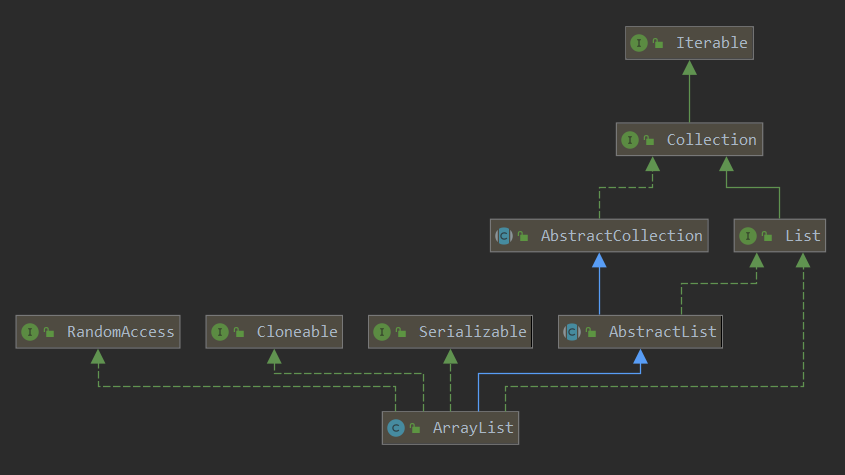 I Iterable
I Collection
C AbstractCollection
I List
I RandomAccess
I Cloneable
I Serializable
C AbstractList
C ArrayList